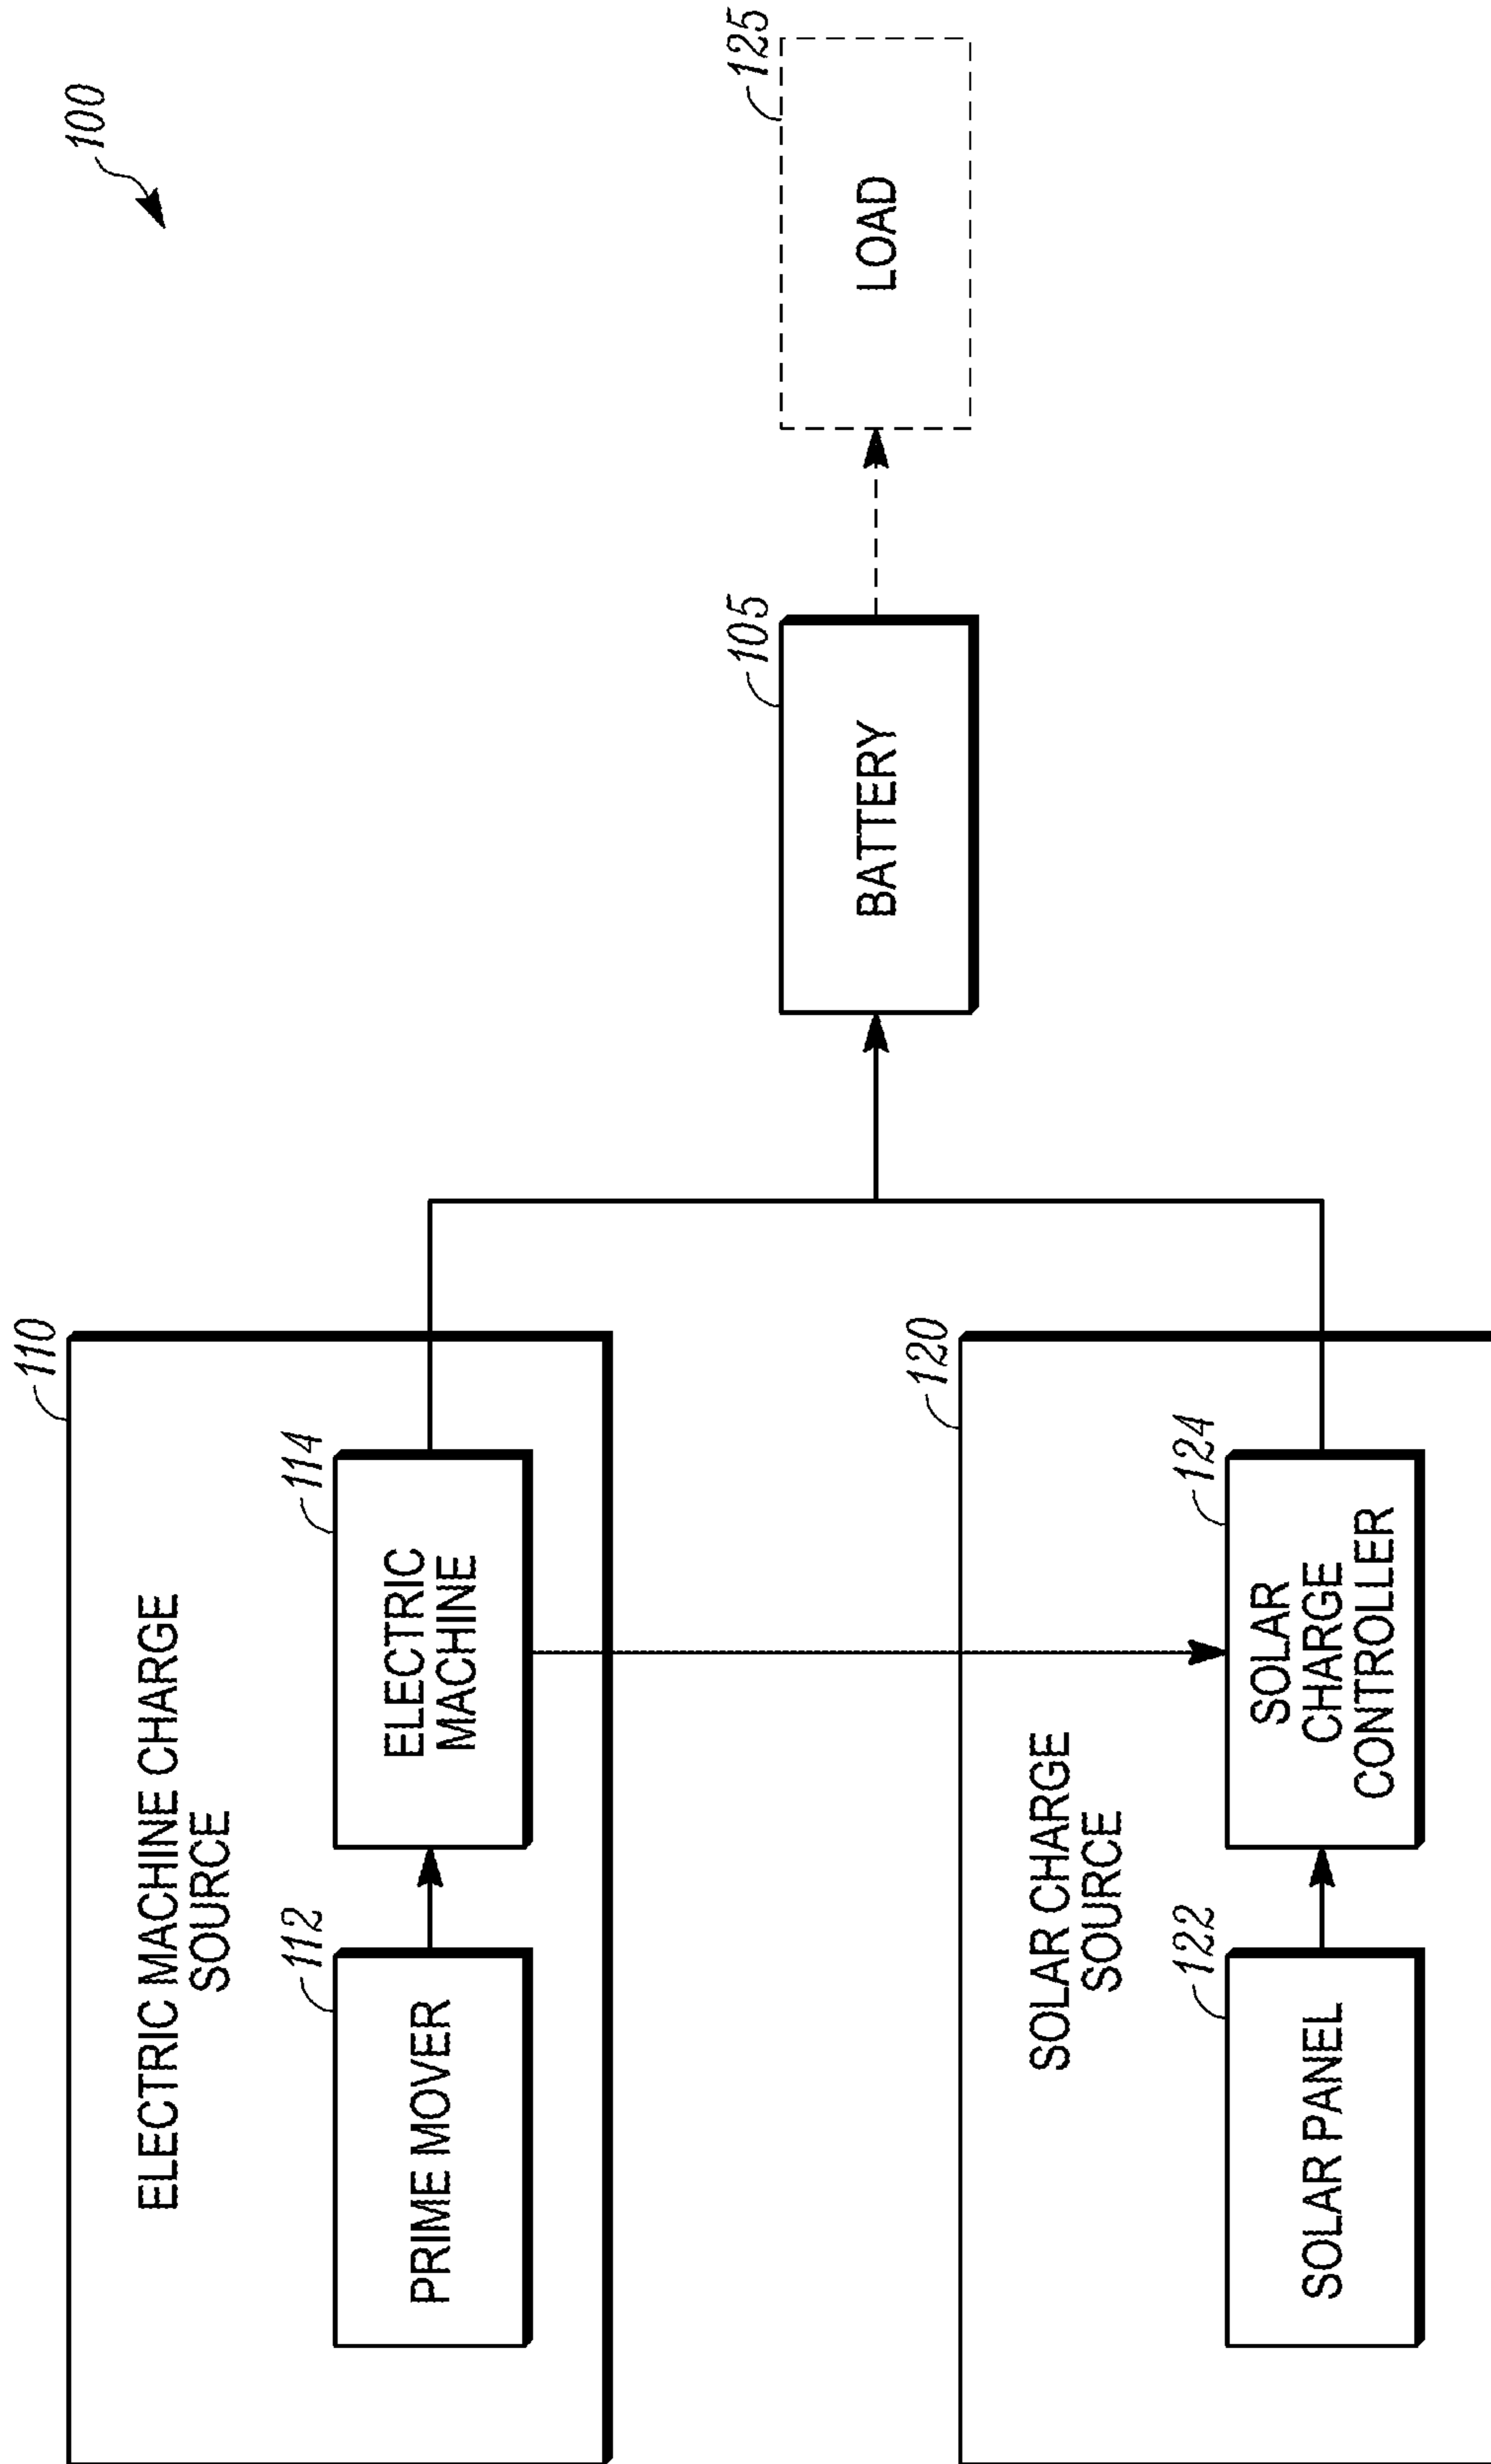 100
110
ELECTRIC MACHINE CHARGE
SOURCE
112
PRIME MOVER
114
ELECTRIC
MACHINE
105
BATTERY
125
LOAD
120
SOLAR CHARGE
SOURCE
122
SOLAR PANEL
124
SOLAR
CHARGE
CONTROLLER